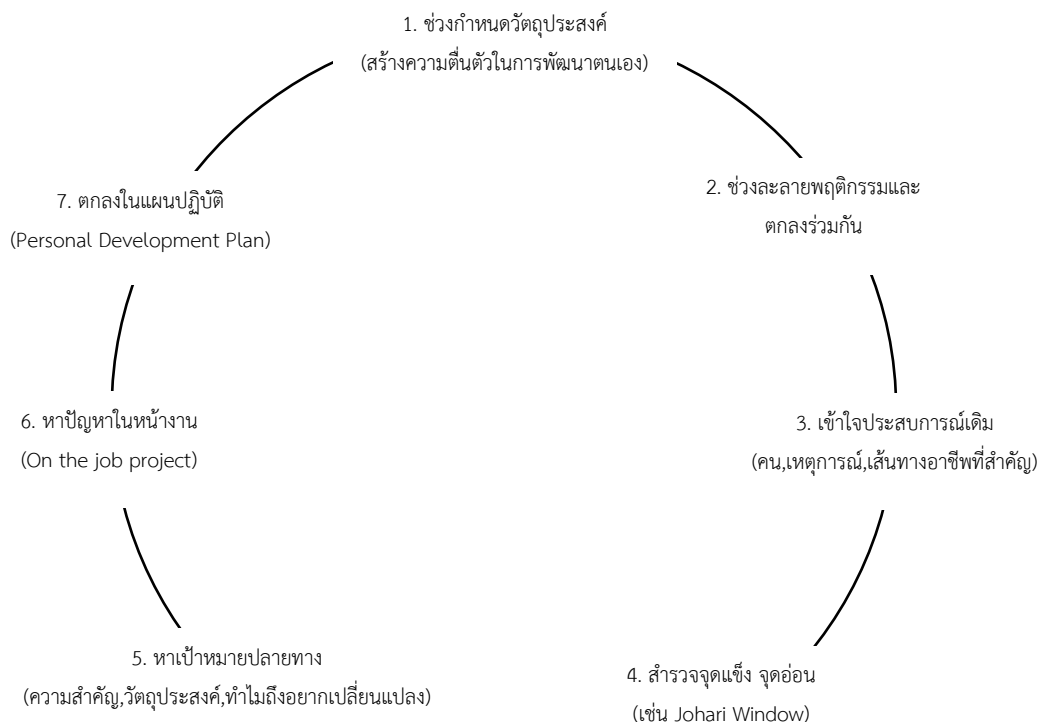 1. ช่วงกำหนดวัตถุประสงค์
(สร้างความตื่นตัวในการพัฒนาตนเอง)
2. ช่วงละลายพฤติกรรมและ
ตกลงร่วมกัน
3. เข้าใจประสบการณ์เดิม
(คน,เหตุการณ์,เส้นทางอาชีพที่สำคัญ)
4. สำรวจจุดแข็ง จุดอ่อน
(เช่น Johari Window)
5. หาเป้าหมายปลายทาง
(ความสำคัญ,วัตถุประสงค์,ทำไมถึงอยากเปลี่ยนแปลง)
6. หาปัญหาในหน้างาน
(On the job project)
7. ตกลงในแผนปฏิบัติ
(Personal Development Plan)